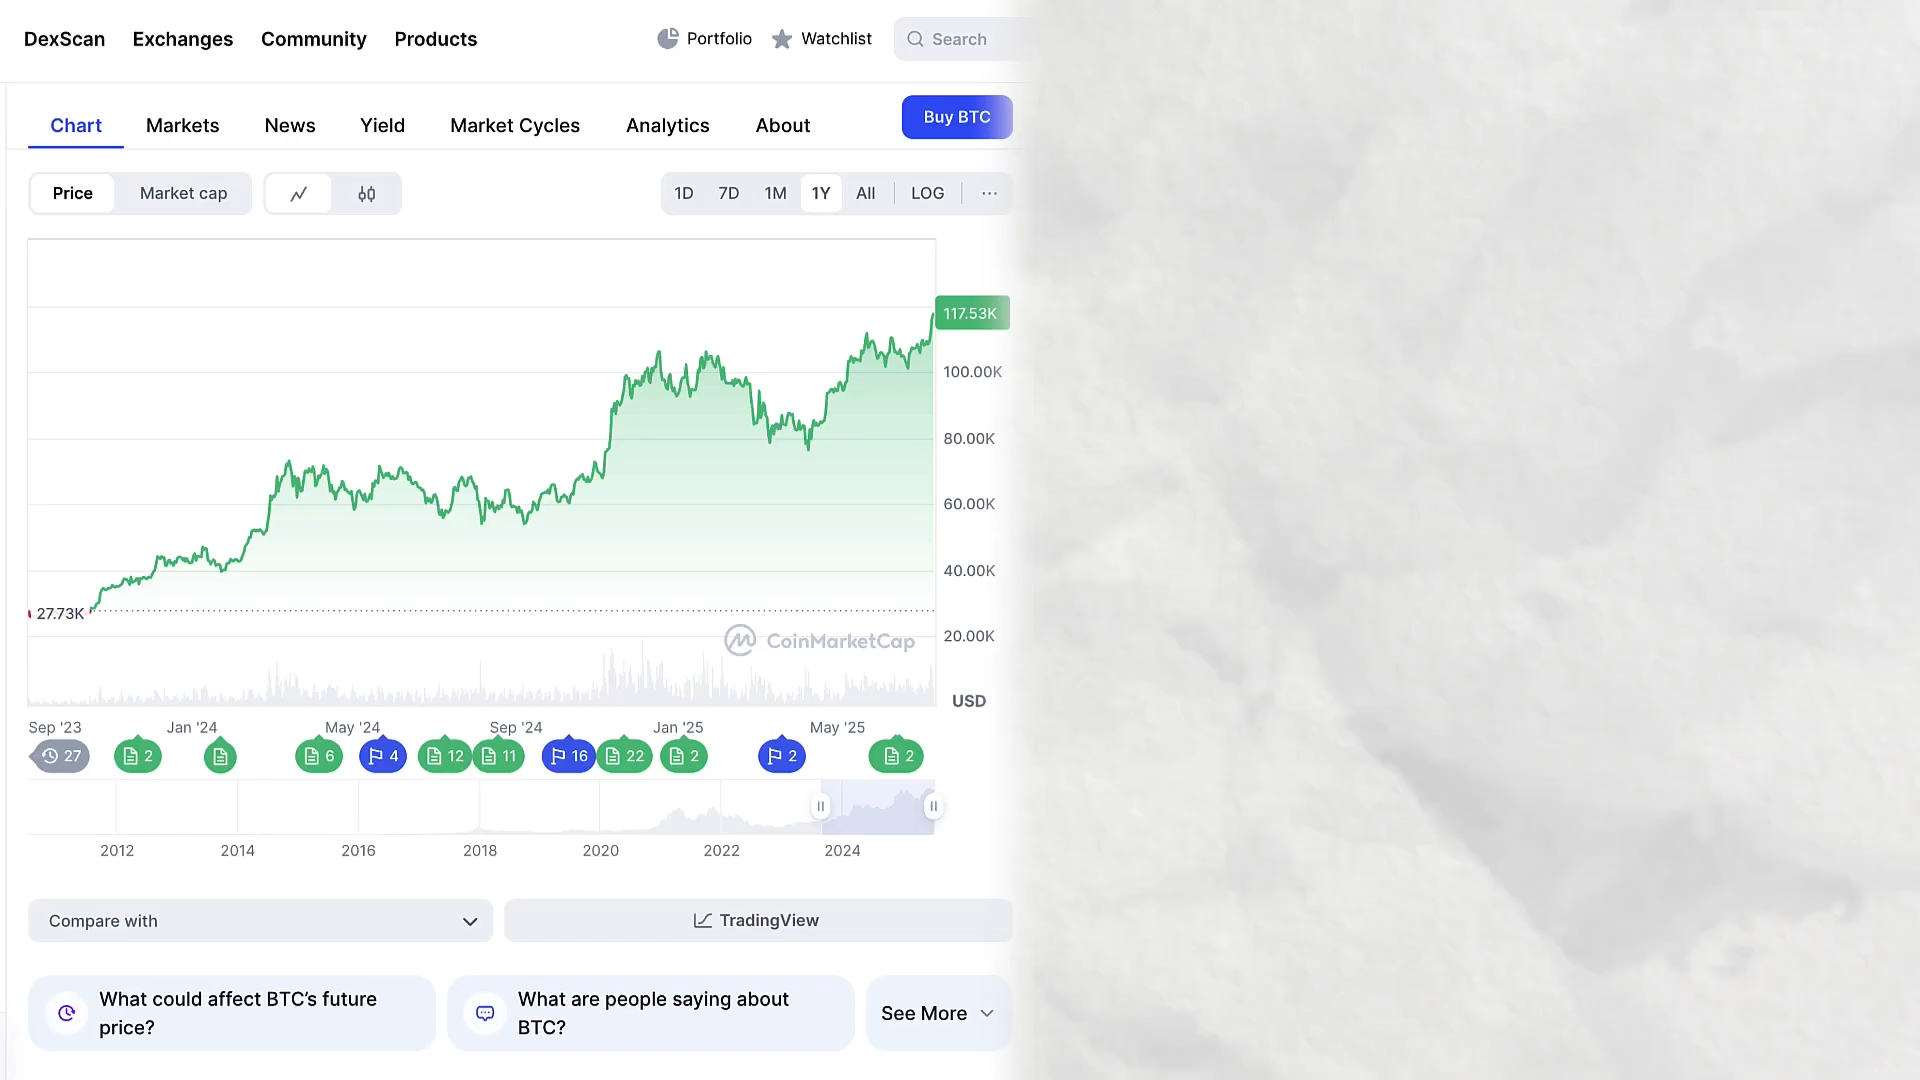 DexScan Exchanges Community Products Portfolio Watchlist Search
Chart Markets News Yield Market Cycles Analytics About Buy BTC
Price Market cap 1D 7D 1M 1Y All LOG ...
117.53K
100.00K
80.00K
60.00K
40.00K
27.73K
20.00K
CoinMarketCap
USD
Sep '23 Jan '24 May '24 Sep '24 Jan '25 May '25
27 2 6 4 12 11 16 22 2 2 2
2012 2014 2016 2018 2020 2022 2024
Compare with TradingView
What could affect BTC’s future
price?
What are people saying about
BTC?
See More